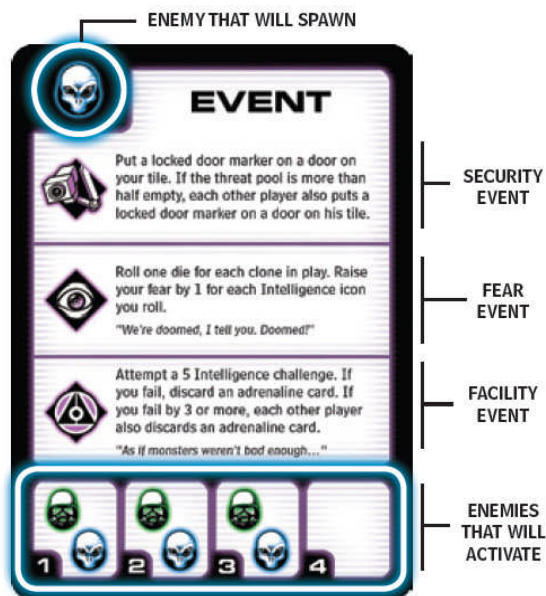 ENEMY THAT WILL SPAWN
EVENT
Put a locked door marker on a door on
your tile. If the threat pool is more than
half empty, each other player also puts a
locked door marker on a door on his tile.
SECURITY
EVENT
Roll one die for each clone in play. Raise
your fear by 1 for each Intelligence icon
you roll.
"We're doomed, I tell you. Doomed!"
FEAR
EVENT
Attempt a 5 Intelligence challenge. If
you fail, discard an adrenaline card. If
you fail by 3 or more, each other player
also discards an adrenaline card.
"As if monsters weren't bad enough..."
FACILITY
EVENT
1 2 3 4
ENEMIES
THAT WILL
ACTIVATE